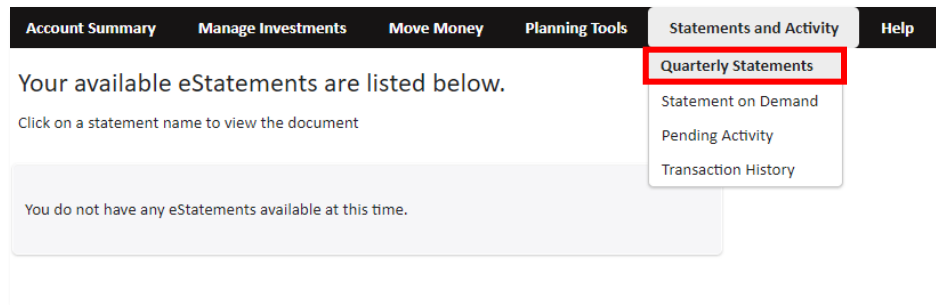 Account Summary Manage Investments Move Money Planning Tools Statements and Activity Help
Quarterly Statements
Statement on Demand
Pending Activity
Transaction History
Your available eStatements are listed below.
Click on a statement name to view the document
You do not have any eStatements available at this time.